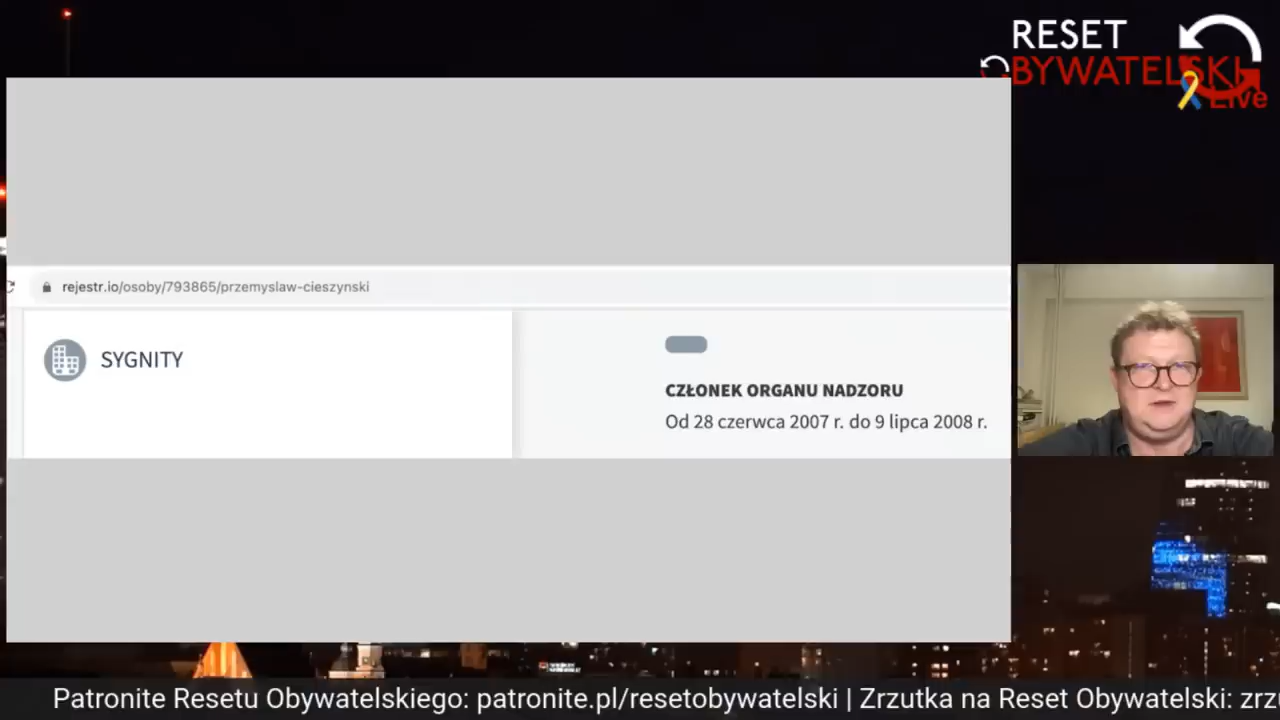 RESET
OBYWATELSKI
Live
rejestr.io/osoby/793865/przemyslaw-cieszynski
SYGNITY
CZŁONEK ORGANU NADZORU
Od 28 czerwca 2007 r. do 9 lipca 2008 r.
Patronite Resetu Obywatelskiego: patronite.pl/resetobywatelski | Zrzutka na Reset Obywatelski: zrz